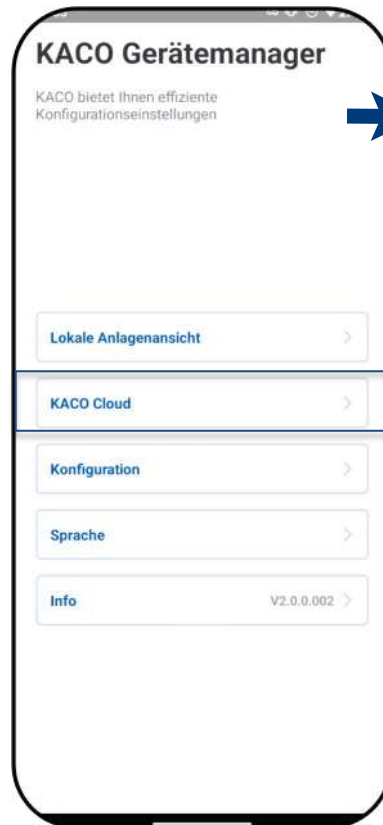 KACO Gerätemanager
KACO bietet Ihnen effiziente
Konfigurationseinstellungen
Lokale Anlagenansicht
KACO Cloud
Konfiguration
Sprache
Info V2.0.0.002